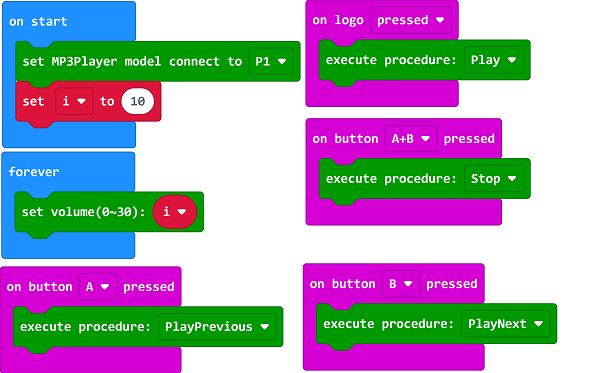 on start
set MP3Player model connect to P1
set i to 10
forever
set volume(0~30): i
on button A pressed
execute procedure: PlayPrevious
on logo pressed
execute procedure: Play
on button A+B pressed
execute procedure: Stop
on button B pressed
execute procedure: PlayNext